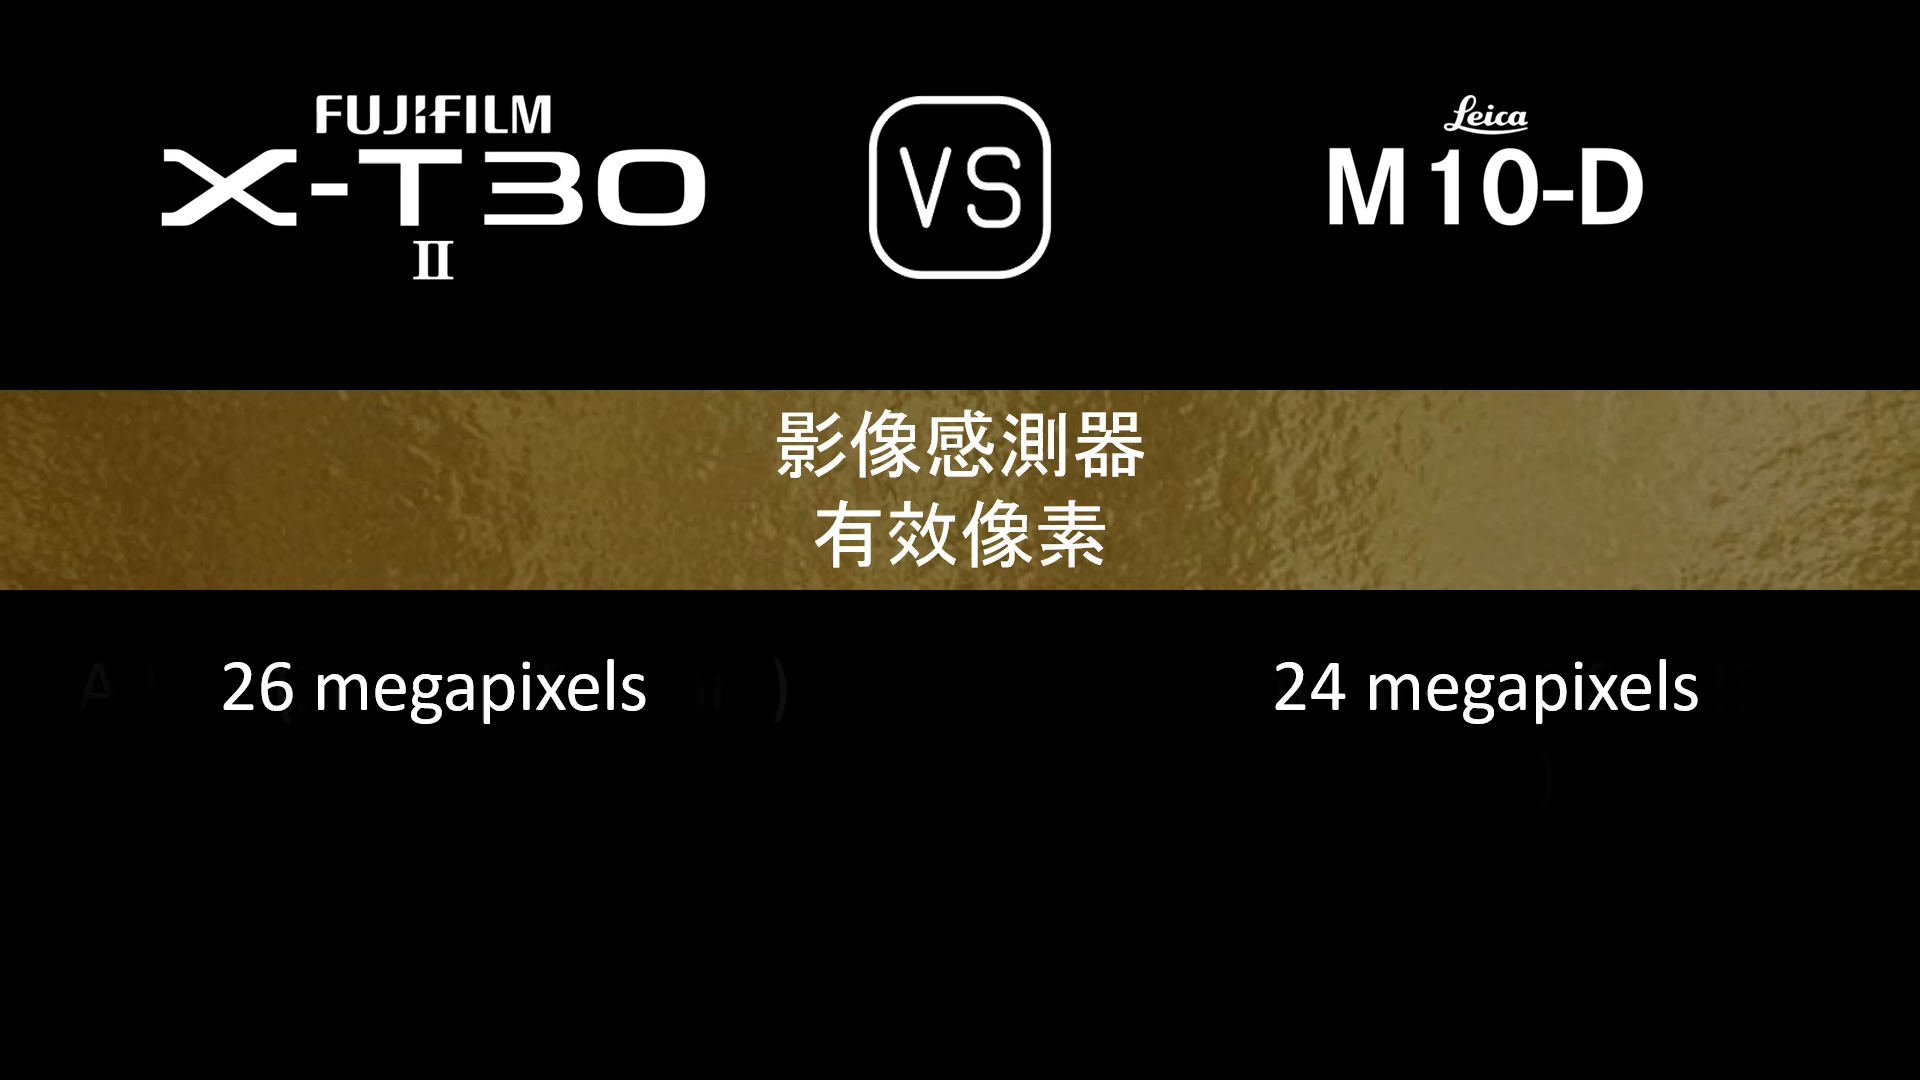 FUJIFILM
X-T30
II
VS
Leica
M10-D
影像感測器
有效像素
26 megapixels
24 megapixels